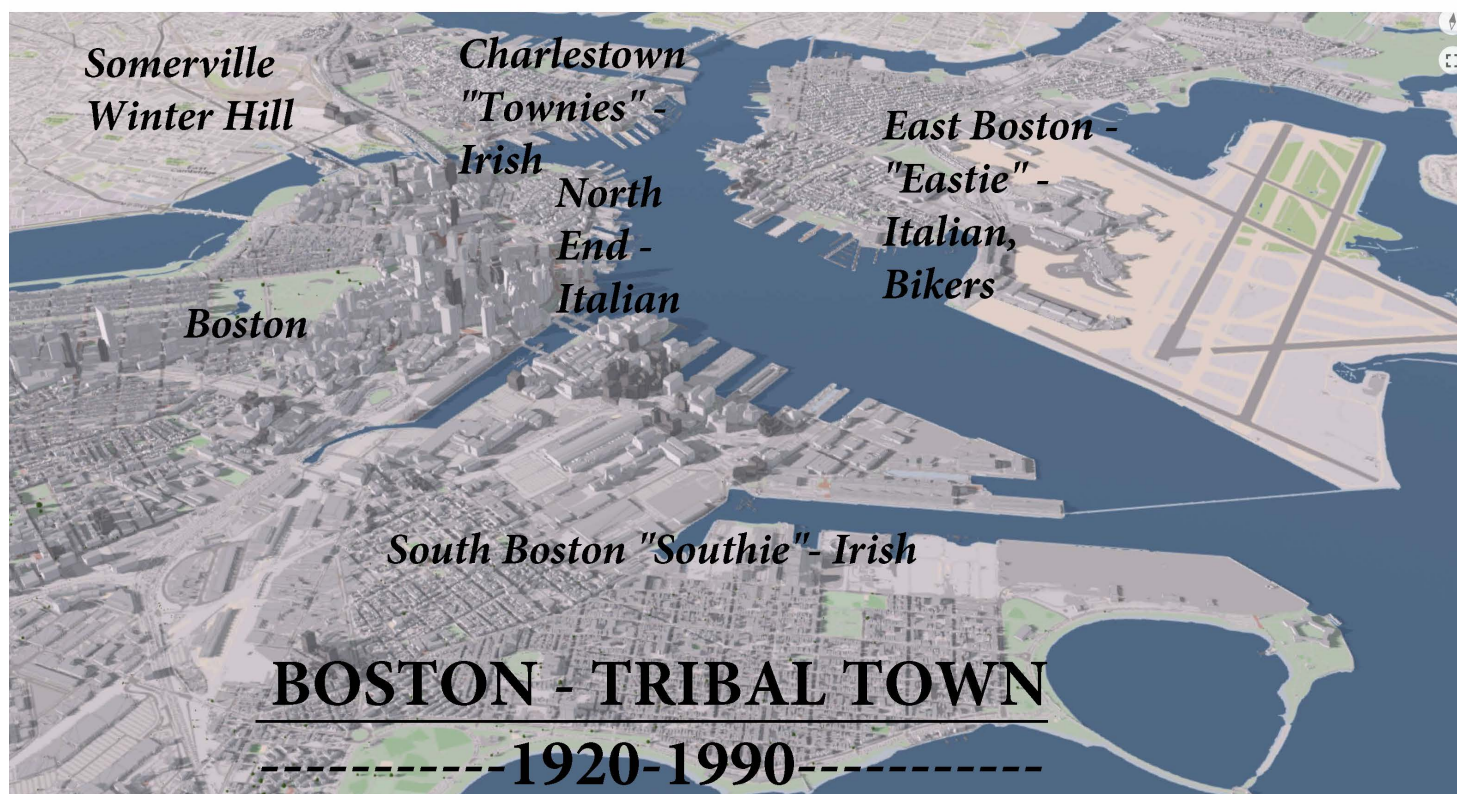 Somerville
Winter Hill
Charlestown
"Townies" -
Irish
North
End -
Italian
East Boston -
"Eastie" -
Italian,
Bikers
Boston
South Boston "Southie"- Irish
BOSTON - TRIBAL TOWN
-----------1920-1990-----------